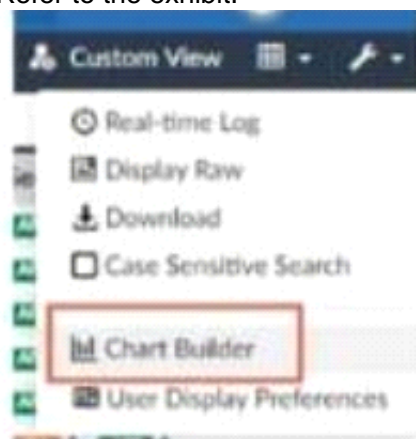 Refer to the exhibit.
Custom View
Real-time Log
Display Raw
Download
Case Sensitive Search
Chart Builder
User Display Preferences